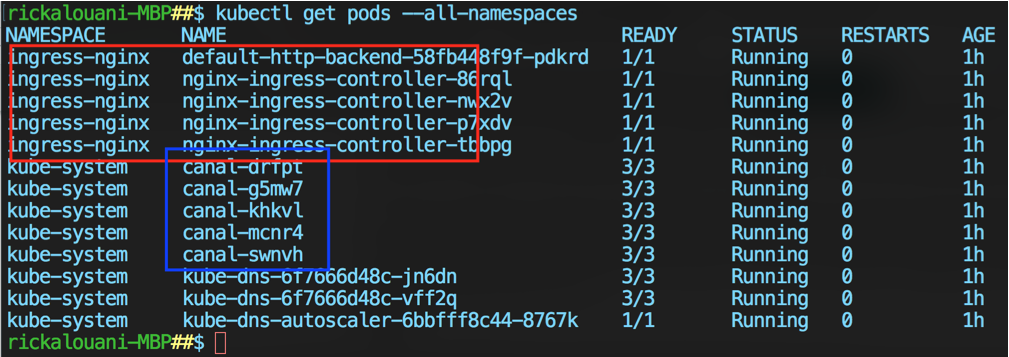 rickalouani-MBP##$ kubectl get pods --all-namespaces
NAMESPACE NAME READY STATUS RESTARTS AGE
ingress-nginx default-http-backend-58fb448f9f-pdkrd 1/1 Running 0 1h
ingress-nginx nginx-ingress-controller-86rql 1/1 Running 0 1h
ingress-nginx nginx-ingress-controller-nwx2v 1/1 Running 0 1h
ingress-nginx nginx-ingress-controller-p7xdv 1/1 Running 0 1h
ingress-nginx nginx-ingress-controller-tbbpg 1/1 Running 0 1h
kube-system canal-drfpt 3/3 Running 0 1h
kube-system canal-g5mw7 3/3 Running 0 1h
kube-system canal-khkvl 3/3 Running 0 1h
kube-system canal-mcnr4 3/3 Running 0 1h
kube-system canal-swnvh 3/3 Running 0 1h
kube-system kube-dns-6f7666d48c-jn6dn 3/3 Running 0 1h
kube-system kube-dns-6f7666d48c-vff2q 3/3 Running 0 1h
kube-system kube-dns-autoscaler-6bbfff8c44-8767k 1/1 Running 0 1h
rickalouani-MBP##$